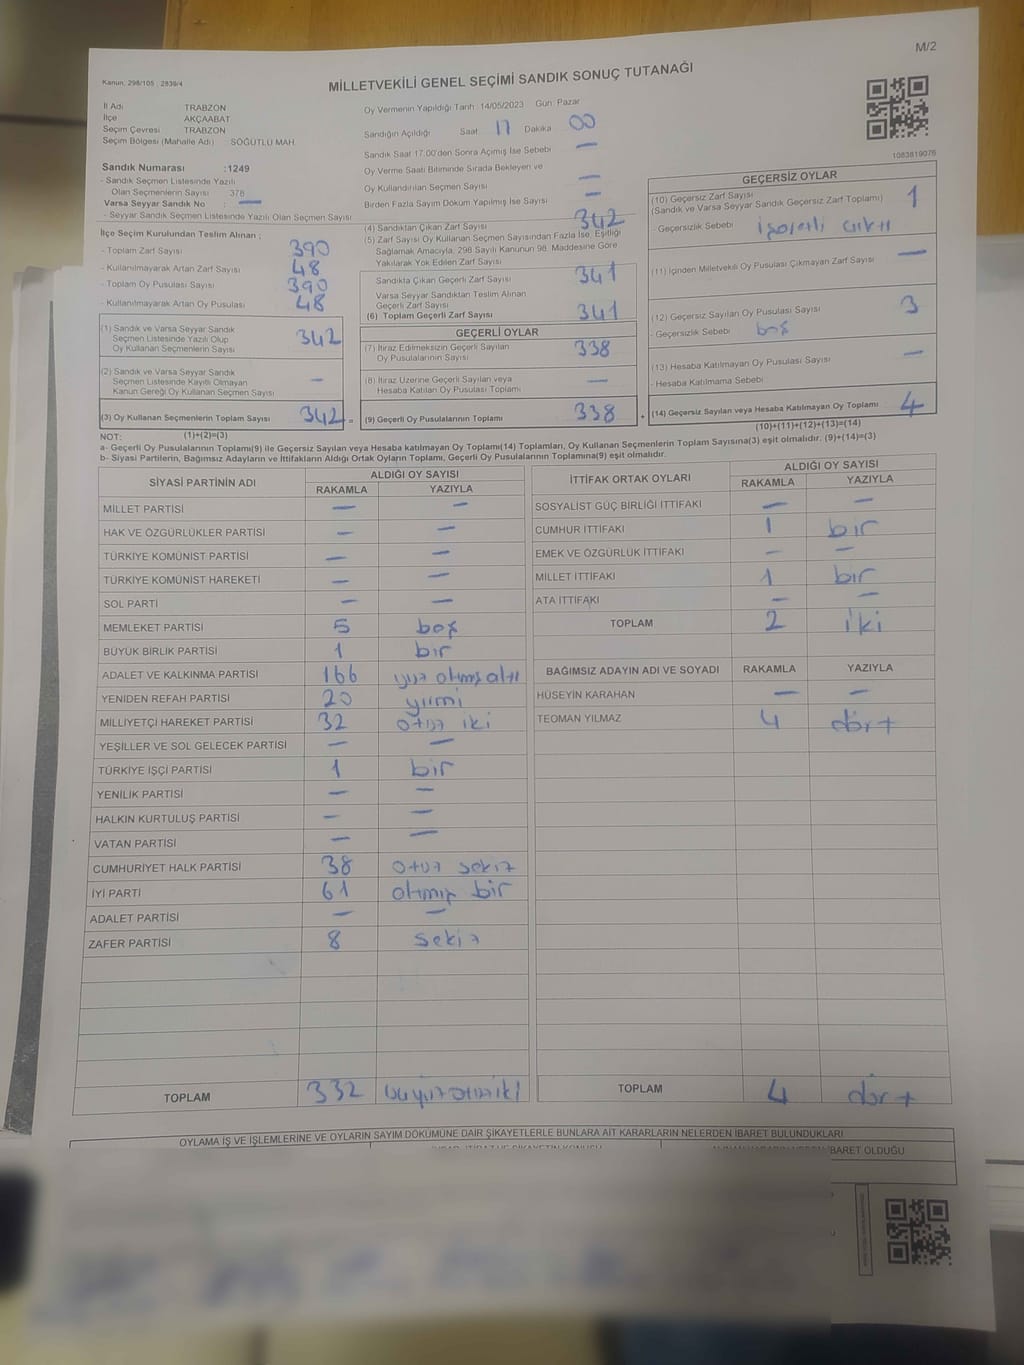 M/2
Kanun: 298/105 : 2839/4
MİLLETVEKİLİ GENEL SEÇİMİ SANDIK SONUÇ TUTANAĞI
İl Adı TRABZON
İlçe AKÇAABAT
Seçim Çevresi TRABZON
Seçim Bölgesi (Mahalle Adı) SÖĞÜTLÜ MAH.
Sandık Numarası :1249
- Sandık Seçmen Listesinde Yazılı
Olan Seçmenlerin Sayısı 378
Varsa Seyyar Sandık No : —
- Seyyar Sandık Seçmen Listesinde Yazılı Olan Seçmen Sayısı
İlçe Seçim Kurulundan Teslim Alınan ;
- Toplam Zarf Sayısı 390
- Kullanılmayarak Artan Zarf Sayısı 48
- Toplam Oy Pusulası Sayısı 390
- Kullanılmayarak Artan Oy Pusulası 48
(1) Sandık ve Varsa Seyyar Sandık
Seçmen Listesinde Yazılı Olup
Oy Kullanan Seçmenlerin Sayısı 342
(2) Sandık ve Varsa Seyyar Sandık
Seçmen Listesinde Kayıtlı Olmayan
Kanun Gereği Oy Kullanan Seçmen Sayısı —
(3) Oy Kullanan Seçmenlerin Toplam Sayısı 342 =
(1)+(2)=(3)
Oy Vermenin Yapıldığı Tarih :14/05/2023 Gün: Pazar
Sandığın Açıldığı Saat 17 Dakika 00
Sandık Saat 17:00'den Sonra Açılmış İse Sebebi —
Oy Verme Saati Bitiminde Sırada Bekleyen ve
Oy Kullandırılan Seçmen Sayısı —
Birden Fazla Sayım Döküm Yapılmış İse Sayısı —
(4) Sandıktan Çıkan Zarf Sayısı 342
(5) Zarf Sayısı Oy Kullanan Seçmen Sayısından Fazla İse, Eşitliği
Sağlamak Amacıyla, 298 Sayılı Kanunun 98. Maddesine Göre
Yakılarak Yok Edilen Zarf Sayısı
Sandıkta Çıkan Geçerli Zarf Sayısı 341
Varsa Seyyar Sandıktan Teslim Alınan
Geçerli Zarf Sayısı
(6) Toplam Geçerli Zarf Sayısı 341
GEÇERLİ OYLAR
(7) İtiraz Edilmeksizin Geçerli Sayılan
Oy Pusulalarının Sayısı 338
(8) İtiraz Üzerine Geçerli Sayılan veya
Hesaba Katılan Oy Pusulası Toplamı —
(9) Geçerli Oy Pusulalarının Toplamı 338 +
1083819076
GEÇERSİZ OYLAR
(10) Geçersiz Zarf Sayısı 1
(Sandık ve Varsa Seyyar Sandık Geçersiz Zarf Toplamı)
Geçersizlik Sebebi işaretli
(11) İçinden Milletvekili Oy Pusulası Çıkmayan Zarf Sayısı —
(12) Geçersiz Sayılan Oy Pusulası Sayısı 3
- Geçersizlik Sebebi boş
(13) Hesaba Katılmayan Oy Pusulası Sayısı —
- Hesaba Katılmama Sebebi
(14) Geçersiz Sayılan veya Hesaba Katılmayan Oy Toplamı 4
(10)+(11)+(12)+(13)=(14)
NOT:
a- Geçerli Oy Pusulalarının Toplamı(9) ile Geçersiz Sayılan veya Hesaba katılmayan Oy Toplamı(14) Toplamları, Oy Kullanan Seçmenlerin Toplam Sayısına(3) eşit olmalıdır. (9)+(14)=(3)
b- Siyasi Partilerin, Bağımsız Adayların ve İttifakların Aldığı Ortak Oyların Toplamı, Geçerli Oy Pusulalarının Toplamına(9) eşit olmalıdır.
SİYASİ PARTİNİN ADI ALDIĞI OY SAYISI
RAKAMLA YAZIYLA
MİLLET PARTİSİ — —
HAK VE ÖZGÜRLÜKLER PARTİSİ — —
TÜRKİYE KOMÜNİST PARTİSİ — —
TÜRKİYE KOMÜNİST HAREKETİ — —
SOL PARTİ — —
MEMLEKET PARTİSİ 5 beş
BÜYÜK BİRLİK PARTİSİ 1 bir
ADALET VE KALKINMA PARTİSİ 166 yüz altmış altı
YENİDEN REFAH PARTİSİ 20 yirmi
MİLLİYETÇİ HAREKET PARTİSİ 32 otuz iki
YEŞİLLER VE SOL GELECEK PARTİSİ — —
TÜRKİYE İŞÇİ PARTİSİ 1 bir
YENİLİK PARTİSİ — —
HALKIN KURTULUŞ PARTİSİ — —
VATAN PARTİSİ — —
CUMHURİYET HALK PARTİSİ 38 otuz sekiz
İYİ PARTİ 61 altmış bir
ADALET PARTİSİ — —
ZAFER PARTİSİ 8 sekiz
TOPLAM 332 üçyüzotuziki
İTTİFAK ORTAK OYLARI ALDIĞI OY SAYISI
RAKAMLA YAZIYLA
SOSYALİST GÜÇ BİRLİĞİ İTTİFAKI — —
CUMHUR İTTİFAKI 1 bir
EMEK VE ÖZGÜRLÜK İTTİFAKI — —
MİLLET İTTİFAKI 1 bir
ATA İTTİFAKI — —
TOPLAM 2 iki
BAĞIMSIZ ADAYIN ADI VE SOYADI RAKAMLA YAZIYLA
HÜSEYİN KARAHAN — —
TEOMAN YILMAZ 4 dört
TOPLAM 4 dört
OYLAMA İŞ VE İŞLEMLERİNE VE OYLARIN SAYIM DÖKÜMÜNE DAİR ŞİKAYETLERLE BUNLARA AİT KARARLARIN NELERDEN İBARET BULUNDUKLARI
İBARET OLDUĞU